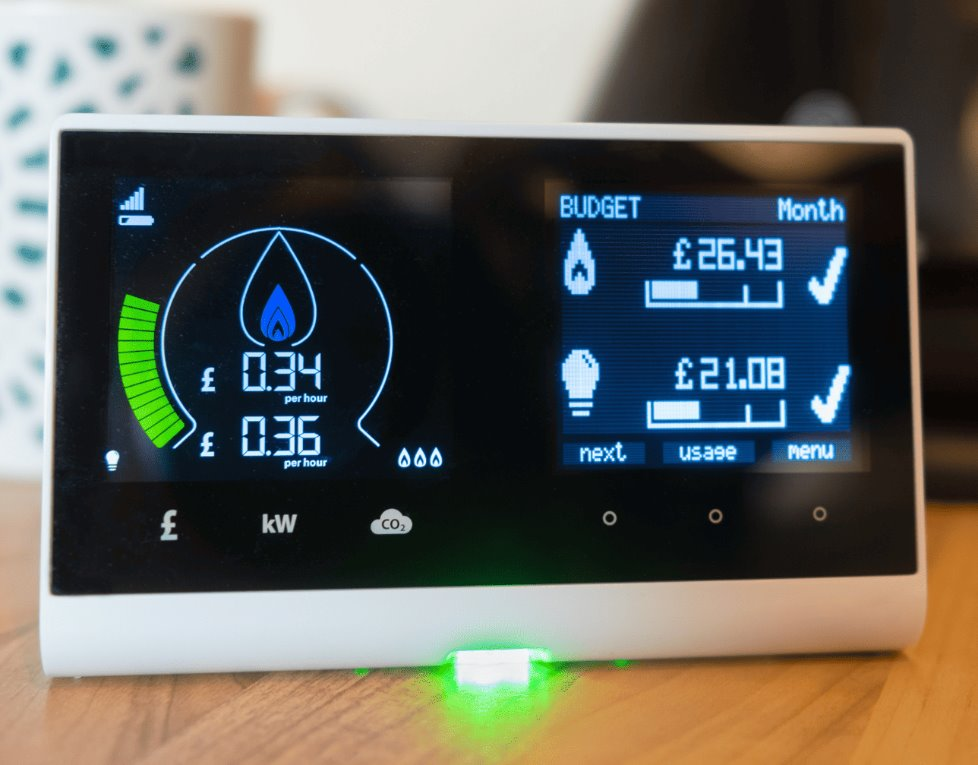 £ 0.34
per hour
£ 0.36
per hour
£ kW CO₂
BUDGET Month
£26.43
£21.08
next usage menu